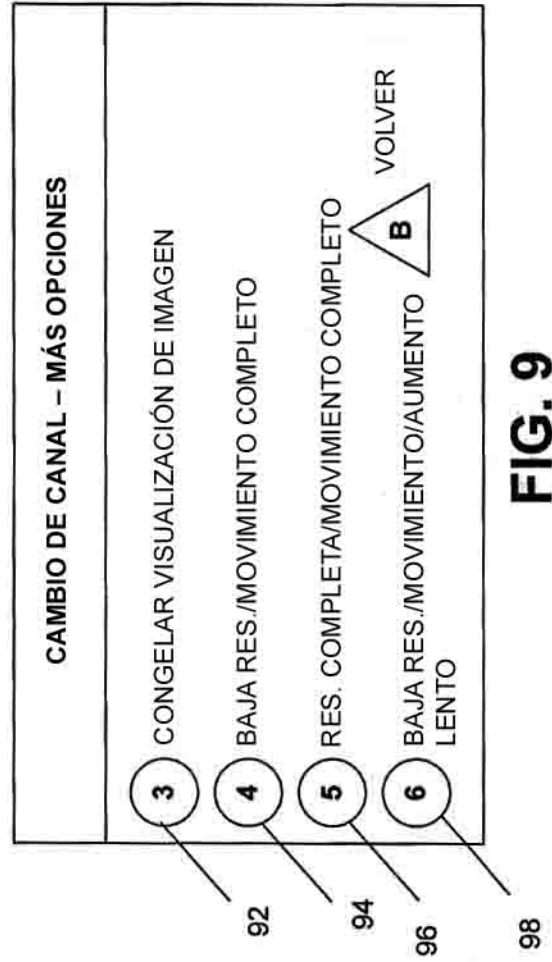 CAMBIO DE CANAL – MÁS OPCIONES
3 CONGELAR VISUALIZACIÓN DE IMAGEN
4 BAJA RES./MOVIMIENTO COMPLETO
5 RES. COMPLETA/MOVIMIENTO COMPLETO
6 BAJA RES./MOVIMIENTO/AUMENTO
LENTO
B VOLVER
92
94
96
98
FIG. 9